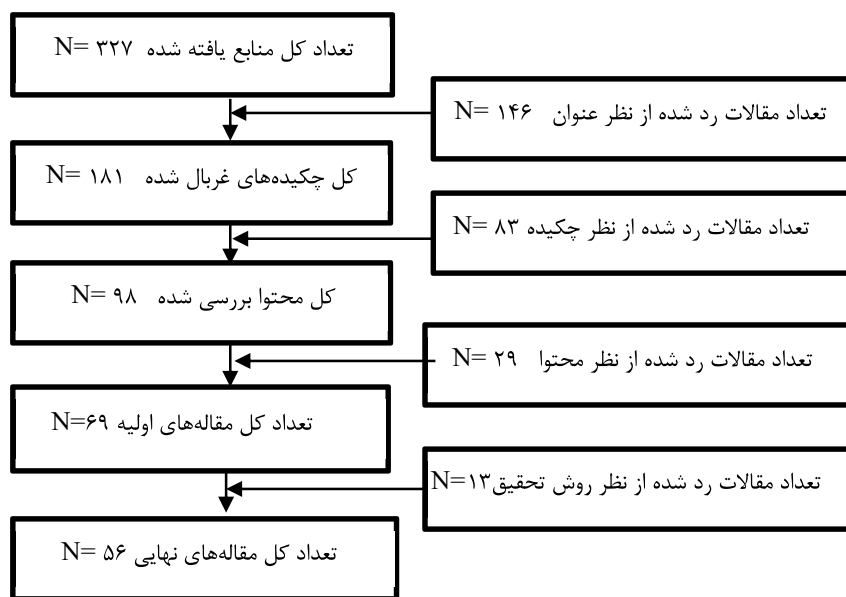 تعداد کل منابع یافته شده N= ۳۲۷
تعداد مقالات رد شده از نظر عنوان N= ۱۴۶
کل چکیده‌های غربال شده N= ۱۸۱
تعداد مقالات رد شده از نظر چکیده N= ۸۳
کل محتوا بررسی شده N= ۹۸
تعداد مقالات رد شده از نظر محتوا N= ۲۹
تعداد کل مقاله‌های اولیه N=۶۹
تعداد مقالات رد شده از نظر روش تحقیق N=۱۳
تعداد کل مقاله‌های نهایی N= ۵۶